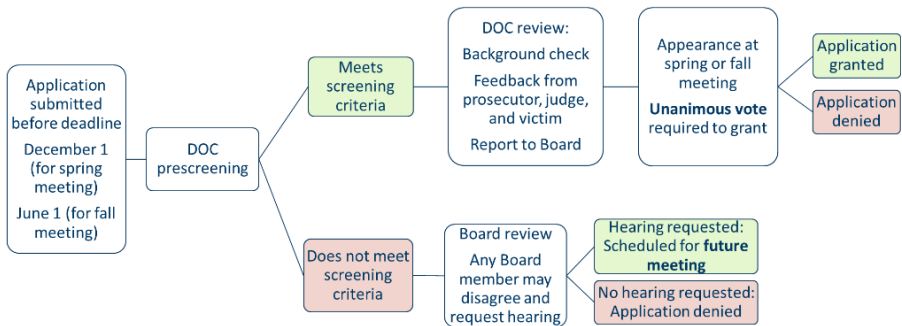 Application
submitted
before deadline
December 1
(for spring
meeting)
June 1 (for fall
meeting)
DOC
prescreening
Meets
screening
criteria
DOC review:
Background check
Feedback from
prosecutor, judge,
and victim
Report to Board
Appearance at
spring or fall
meeting
Unanimous vote
required to grant
Application
granted
Application
denied
Does not meet
screening
criteria
Board review
Any Board
member may
disagree and
request hearing
Hearing requested:
Scheduled for future
meeting
No hearing requested:
Application denied